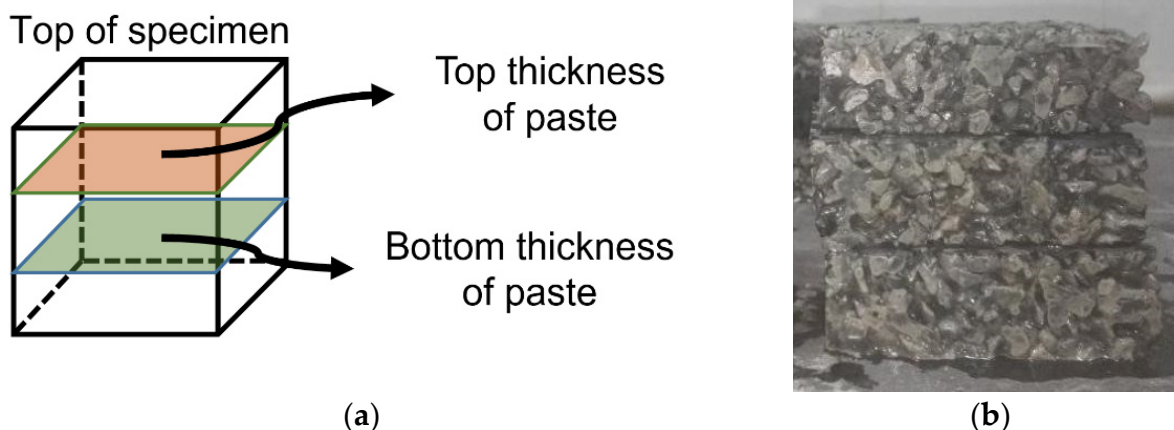 Top of specimen
Top thickness
of paste
Bottom thickness
of paste
(a)
(b)